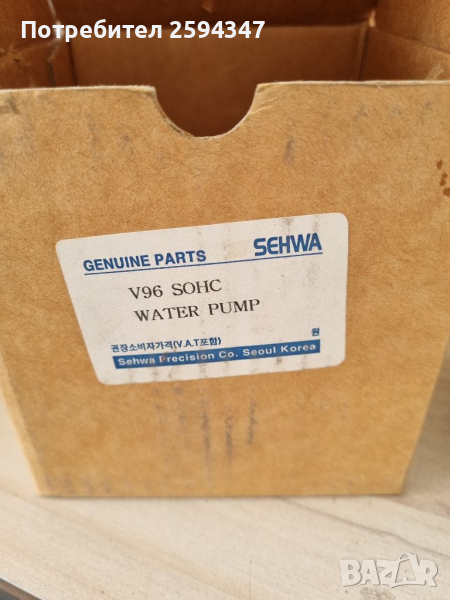 Потребител 2594347
GENUINE PARTS SEHWA
V96 SOHC
WATER PUMP
권장소비자가격(V.A.T포함) 원
Sehwa Precision Co. Seoul Korea
BAZAR